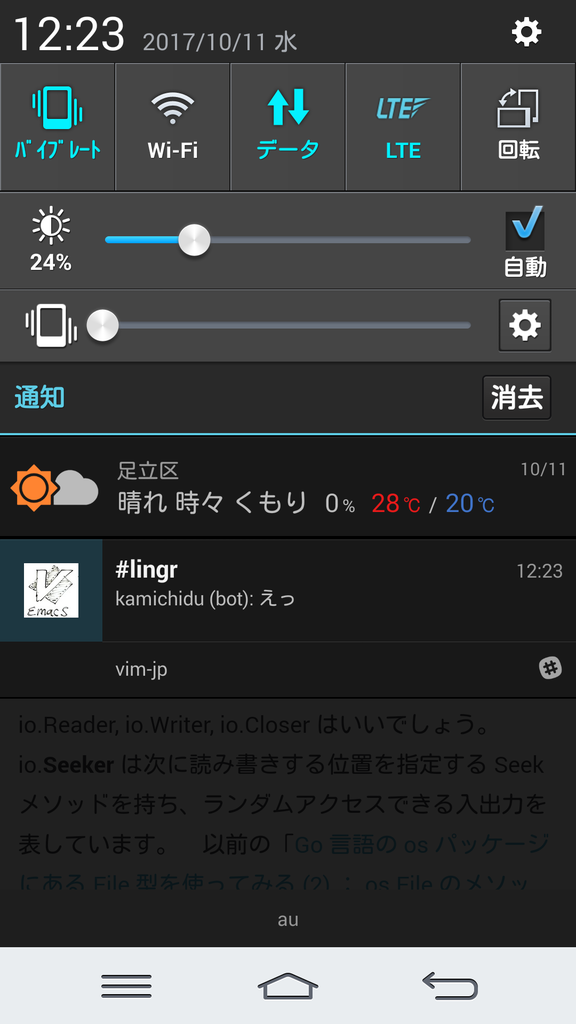 12:23 2017/10/11 水
バイブレート Wi-Fi データ LTE LTE 回転
24% 自動
通知 消去
足立区 10/11
晴れ 時々 くもり 0% 28℃ / 20℃
#lingr 12:23
kamichidu (bot): えっ
Emacs
vim-jp
io.Reader, io.Writer, io.Closer はいいでしょう。
io.Seeker は次に読み書きする位置を指定する Seek
メソッドを持ち、ランダムアクセスできる入出力を
表しています。 以前の「Go 言語の os パッケージ
にある File 型を使ってみる (2) : os.File のメソッ
au